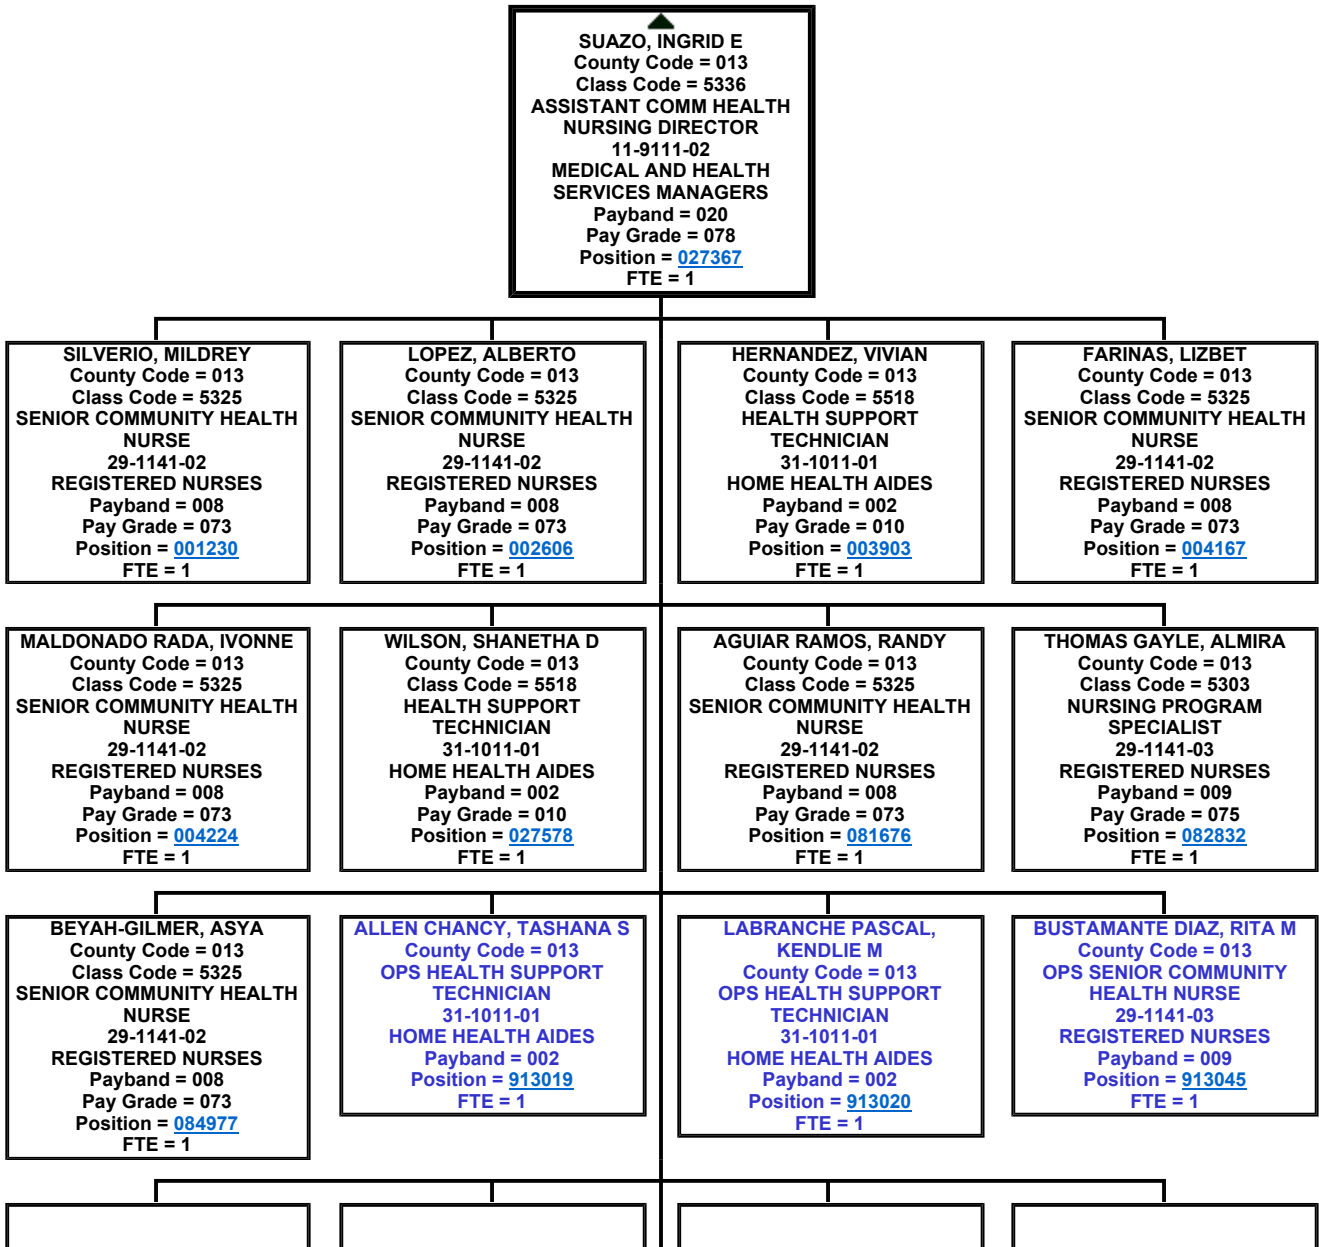 SUAZO, INGRID E
County Code = 013
Class Code = 5336
ASSISTANT COMM HEALTH
NURSING DIRECTOR
11-9111-02
MEDICAL AND HEALTH
SERVICES MANAGERS
Payband = 020
Pay Grade = 078
Position = 027367
FTE = 1
SILVERIO, MILDREY
County Code = 013
Class Code = 5325
SENIOR COMMUNITY HEALTH
NURSE
29-1141-02
REGISTERED NURSES
Payband = 008
Pay Grade = 073
Position = 001230
FTE = 1
LOPEZ, ALBERTO
County Code = 013
Class Code = 5325
SENIOR COMMUNITY HEALTH
NURSE
29-1141-02
REGISTERED NURSES
Payband = 008
Pay Grade = 073
Position = 002606
FTE = 1
HERNANDEZ, VIVIAN
County Code = 013
Class Code = 5518
HEALTH SUPPORT
TECHNICIAN
31-1011-01
HOME HEALTH AIDES
Payband = 002
Pay Grade = 010
Position = 003903
FTE = 1
FARINAS, LIZBET
County Code = 013
Class Code = 5325
SENIOR COMMUNITY HEALTH
NURSE
29-1141-02
REGISTERED NURSES
Payband = 008
Pay Grade = 073
Position = 004167
FTE = 1
MALDONADO RADA, IVONNE
County Code = 013
Class Code = 5325
SENIOR COMMUNITY HEALTH
NURSE
29-1141-02
REGISTERED NURSES
Payband = 008
Pay Grade = 073
Position = 004224
FTE = 1
WILSON, SHANETHA D
County Code = 013
Class Code = 5518
HEALTH SUPPORT
TECHNICIAN
31-1011-01
HOME HEALTH AIDES
Payband = 002
Pay Grade = 010
Position = 027578
FTE = 1
AGUIAR RAMOS, RANDY
County Code = 013
Class Code = 5325
SENIOR COMMUNITY HEALTH
NURSE
29-1141-02
REGISTERED NURSES
Payband = 008
Pay Grade = 073
Position = 081676
FTE = 1
THOMAS GAYLE, ALMIRA
County Code = 013
Class Code = 5303
NURSING PROGRAM
SPECIALIST
29-1141-03
REGISTERED NURSES
Payband = 009
Pay Grade = 075
Position = 082832
FTE = 1
BEYAH-GILMER, ASYA
County Code = 013
Class Code = 5325
SENIOR COMMUNITY HEALTH
NURSE
29-1141-02
REGISTERED NURSES
Payband = 008
Pay Grade = 073
Position = 084977
FTE = 1
ALLEN CHANCY, TASHANA S
County Code = 013
OPS HEALTH SUPPORT
TECHNICIAN
31-1011-01
HOME HEALTH AIDES
Payband = 002
Position = 913019
FTE = 1
LABRANCHE PASCAL,
KENDLIE M
County Code = 013
OPS HEALTH SUPPORT
TECHNICIAN
31-1011-01
HOME HEALTH AIDES
Payband = 002
Position = 913020
FTE = 1
BUSTAMANTE DIAZ, RITA M
County Code = 013
OPS SENIOR COMMUNITY
HEALTH NURSE
29-1141-03
REGISTERED NURSES
Payband = 009
Position = 913045
FTE = 1